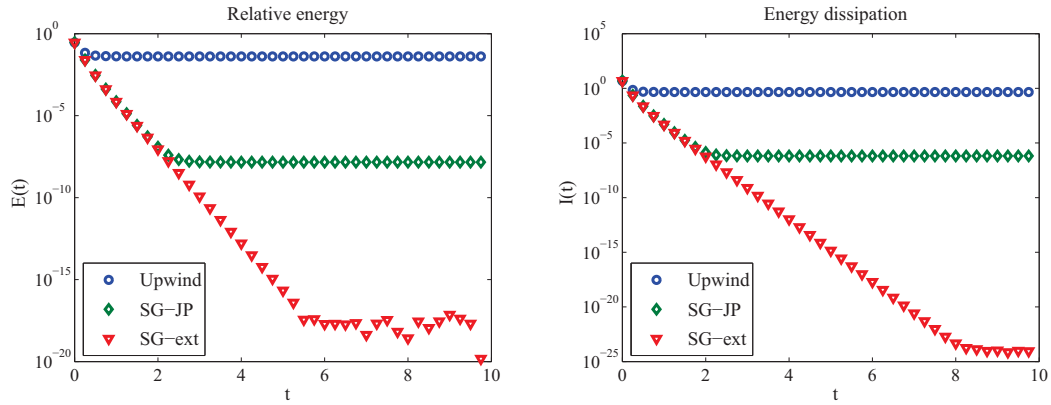 Relative energy
E(t)
10^0
10^-5
10^-10
10^-15
10^-20
0 2 4 6 8 10
t
Upwind
SG-JP
SG-ext
Energy dissipation
I(t)
10^5
10^0
10^-5
10^-10
10^-15
10^-20
10^-25
0 2 4 6 8 10
t
Upwind
SG-JP
SG-ext